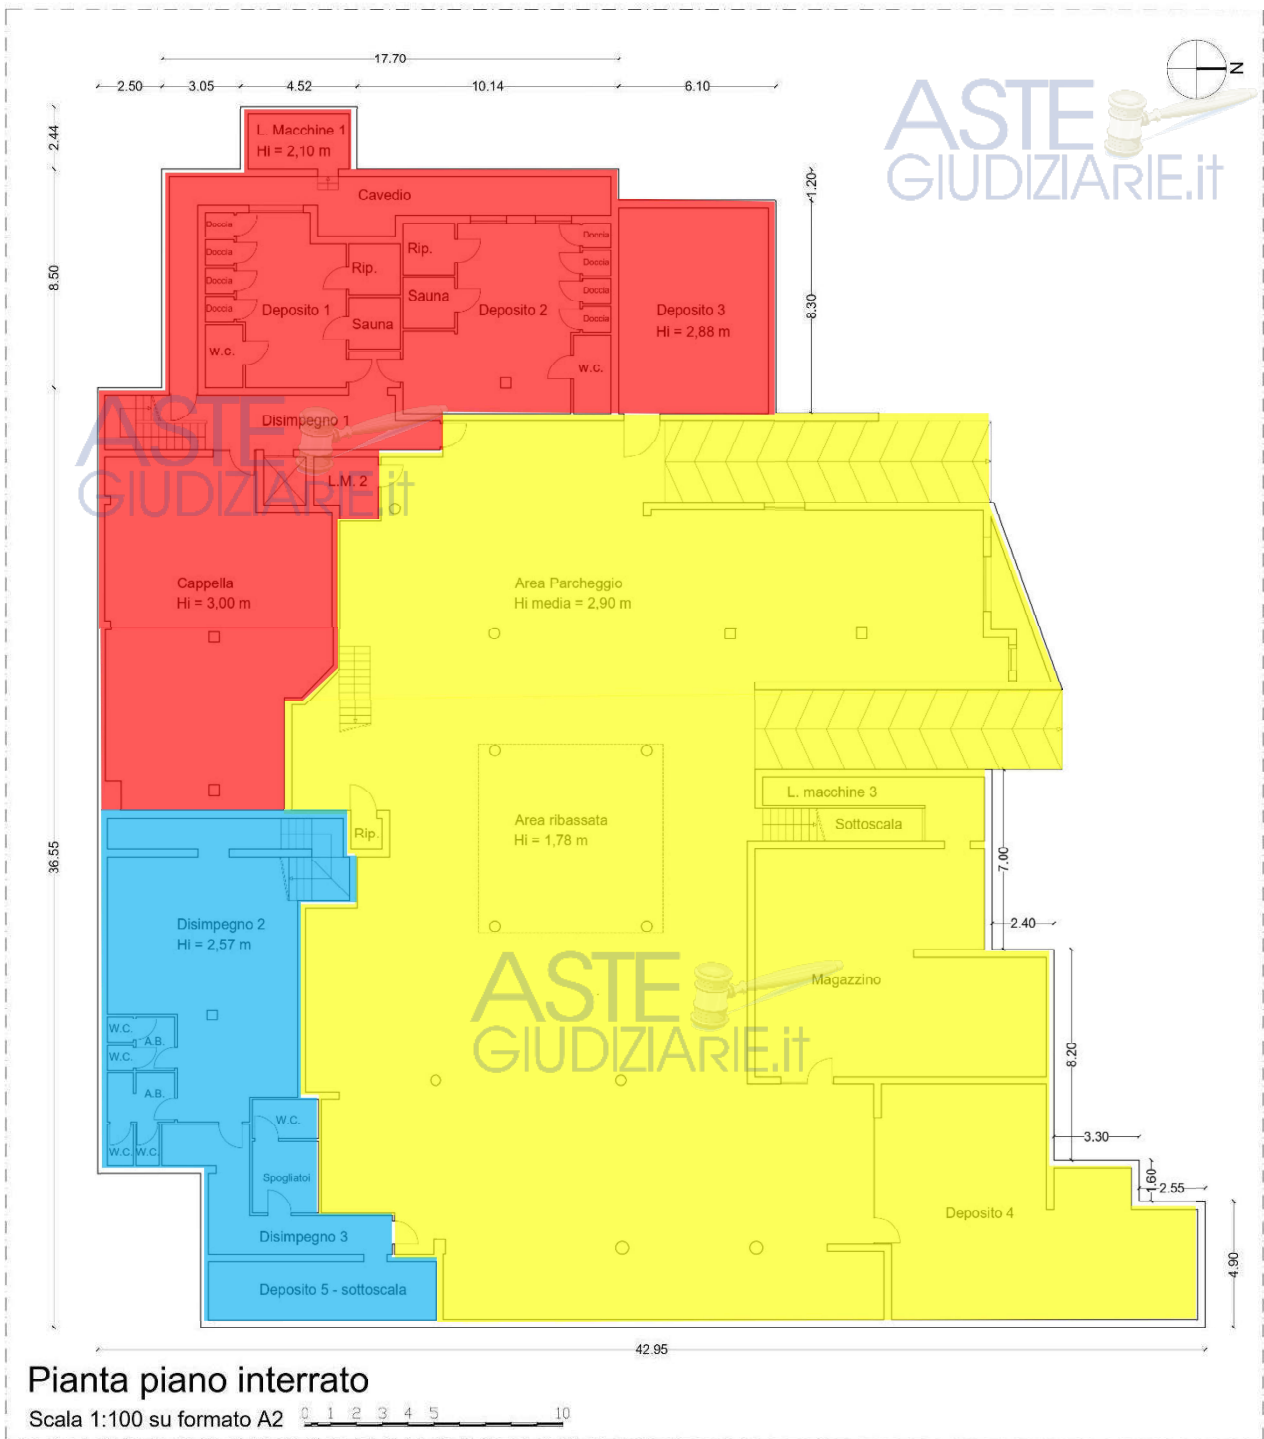 17.70
2.50
3.05
4.52
10.14
6.10
N
ASTE
GIUDIZIARIE.it
2.44
L. Macchine 1
Hi = 2,10 m
1.20
Cavedio
Doccia
Doccia
Doccia
Doccia
Rip.
Rip.
Doccia
Doccia
Doccia
Doccia
8.50
Sauna
Sauna
Deposito 1
Deposito 2
Deposito 3
Hi = 2,88 m
8.30
w.c.
w.c.
Disimpegno 1
ASTE
GIUDIZIARIE.it
L.M. 2
Cappella
Hi = 3,00 m
Area Parcheggio
Hi media = 2,90 m
L. macchine 3
Sottoscala
Rip.
Area ribassata
Hi = 1,78 m
36.55
7.00
2.40
Disimpegno 2
Hi = 2,57 m
Magazzino
ASTE
GIUDIZIARIE.it
W.C.
A.B.
W.C.
A.B.
W.C.
W.C.
W.C.
8.20
3.30
Spogliatoi
1.60
2.55
Deposito 4
Disimpegno 3
4.90
Deposito 5 - sottoscala
42.95
Pianta piano interrato
Scala 1:100 su formato A2
0 1 2 3 4 5 10